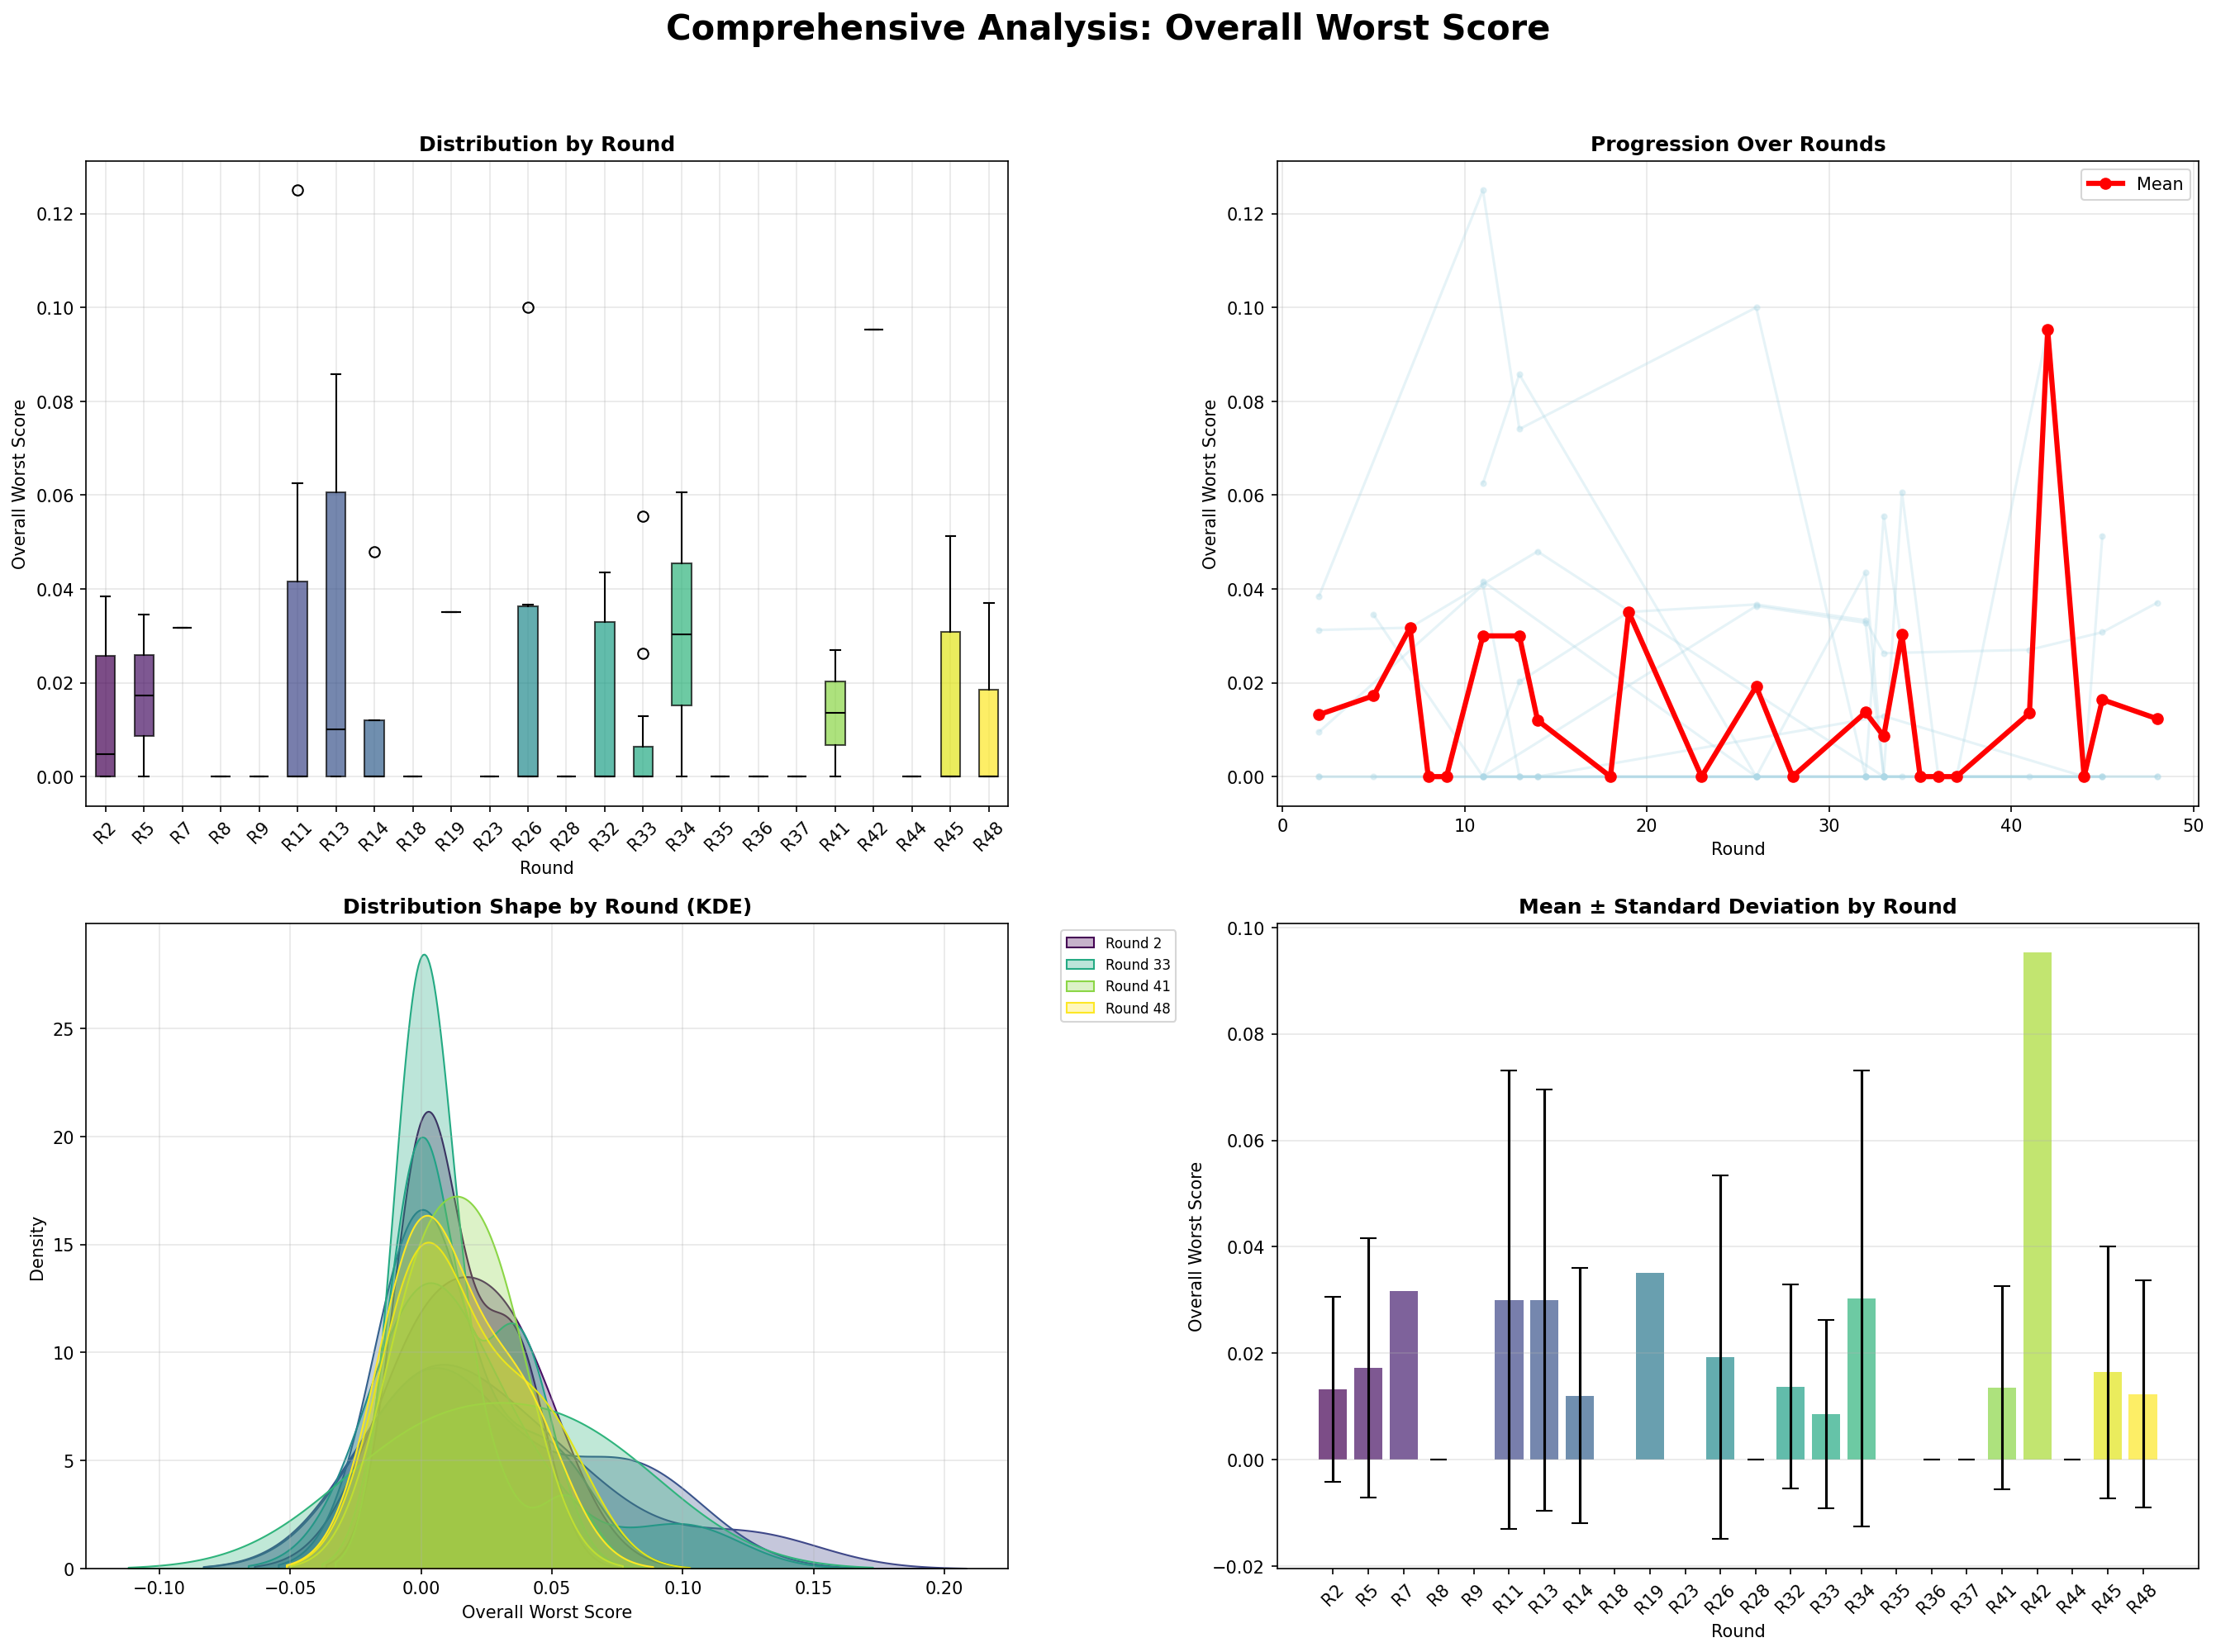 Comprehensive Analysis: Overall Worst Score
Distribution by Round
Overall Worst Score
0.12
0.10
0.08
0.06
0.04
0.02
0.00
R2 R5 R7 R8 R9 R11 R13 R14 R18 R19 R23 R26 R28 R32 R33 R34 R35 R36 R37 R41 R42 R44 R45 R48
Round
Progression Over Rounds
Mean
Overall Worst Score
0.12
0.10
0.08
0.06
0.04
0.02
0.00
0 10 20 30 40 50
Round
Distribution Shape by Round (KDE)
Round 2
Round 33
Round 41
Round 48
Density
25
20
15
10
5
0
−0.10 −0.05 0.00 0.05 0.10 0.15 0.20
Overall Worst Score
Mean ± Standard Deviation by Round
Overall Worst Score
0.10
0.08
0.06
0.04
0.02
0.00
−0.02
R2 R5 R7 R8 R9 R11 R13 R14 R18 R19 R23 R26 R28 R32 R33 R34 R35 R36 R37 R41 R42 R44 R45 R48
Round